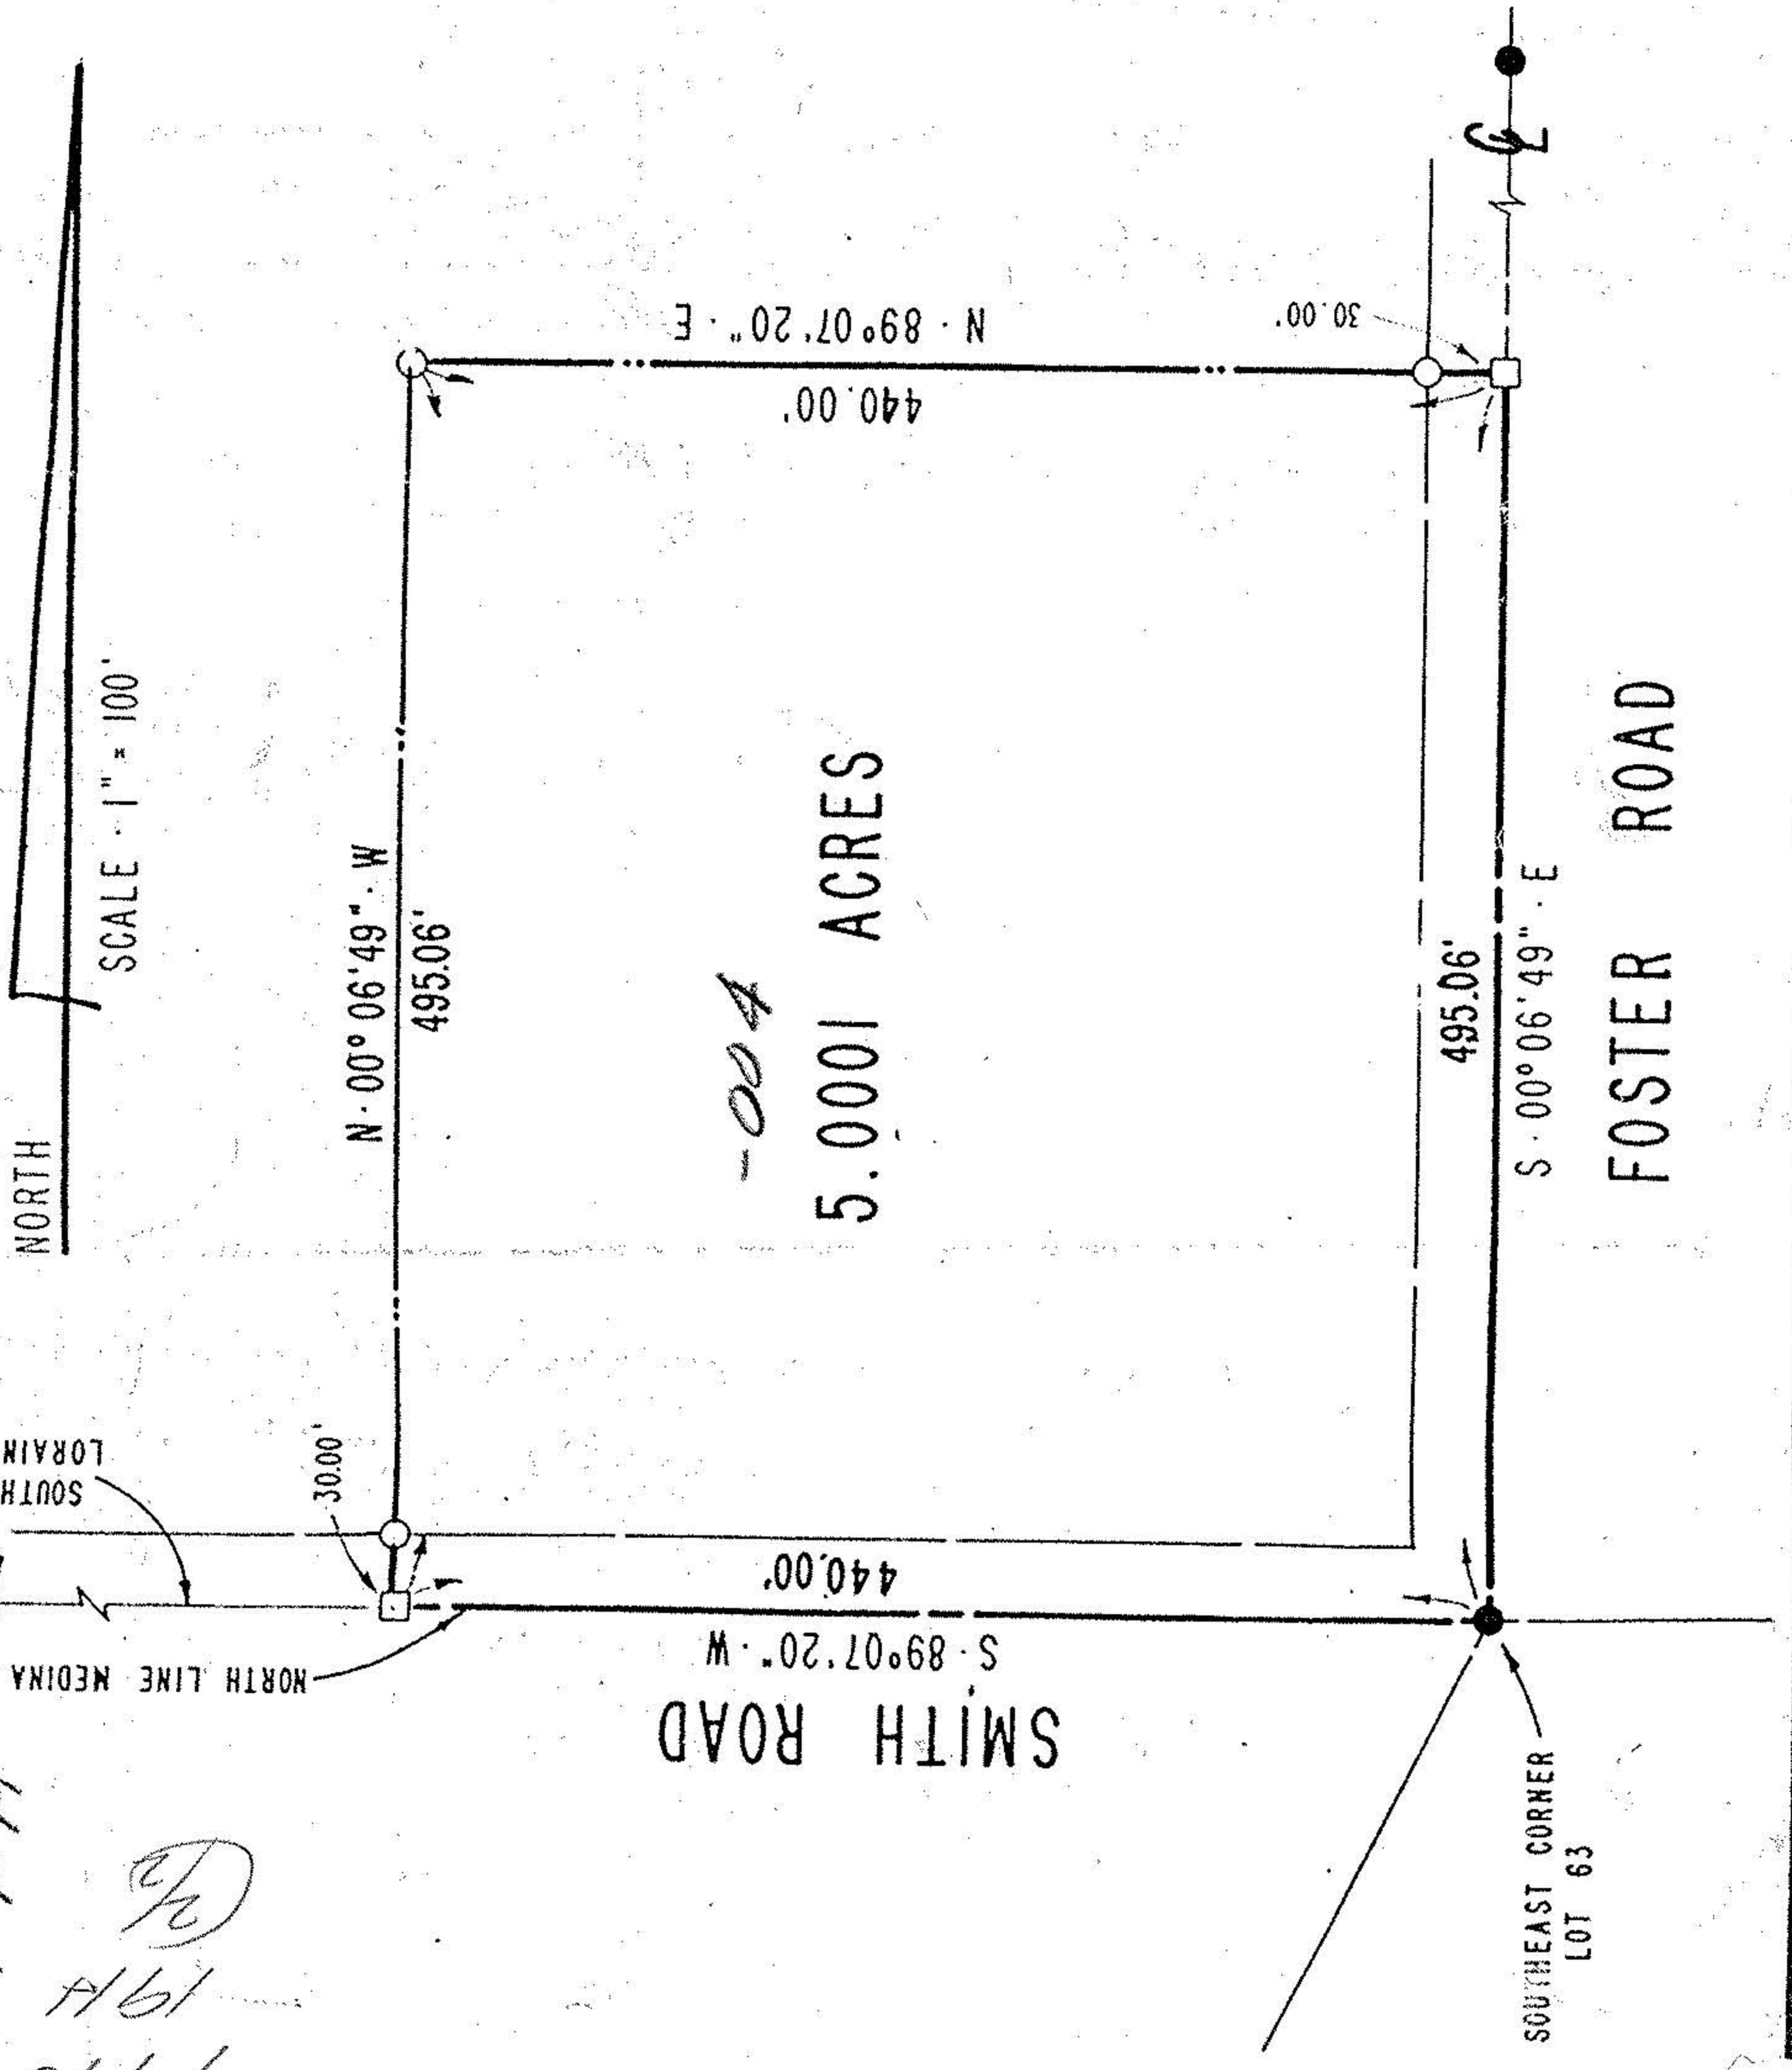 NORTH
SCALE · 1" = 100'
SOUTH
LORAIN
30.00'
N · 00° 06' 49" · W
495.06'
N · 89° 07' 20" · E
440.00'
30.00'
-004
5.0001 ACRES
NORTH LINE MEDINA
440.00'
S · 89° 07' 20" · W
SMITH ROAD
495.06'
S · 00° 06' 49" · E
FOSTER ROAD
SOUTHEAST CORNER
LOT 63